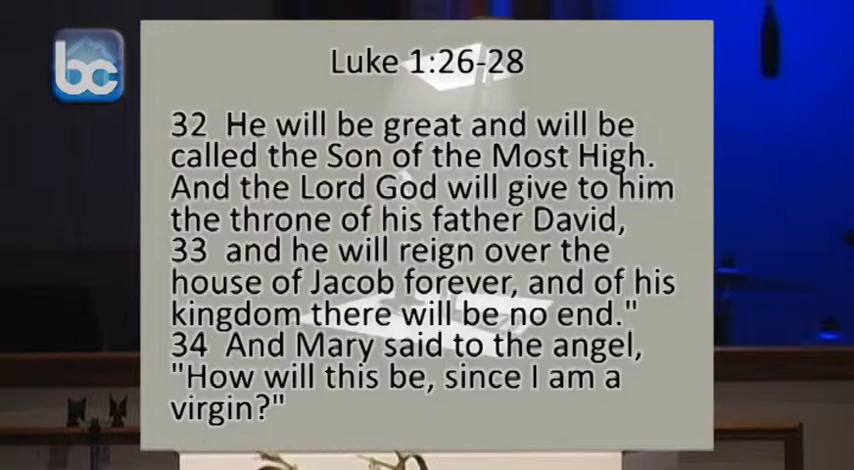 bc
Luke 1:26-28
32 He will be great and will be
called the Son of the Most High.
And the Lord God will give to him
the throne of his father David,
33 and he will reign over the
house of Jacob forever, and of his
kingdom there will be no end."
34 And Mary said to the angel,
"How will this be, since I am a
virgin?"